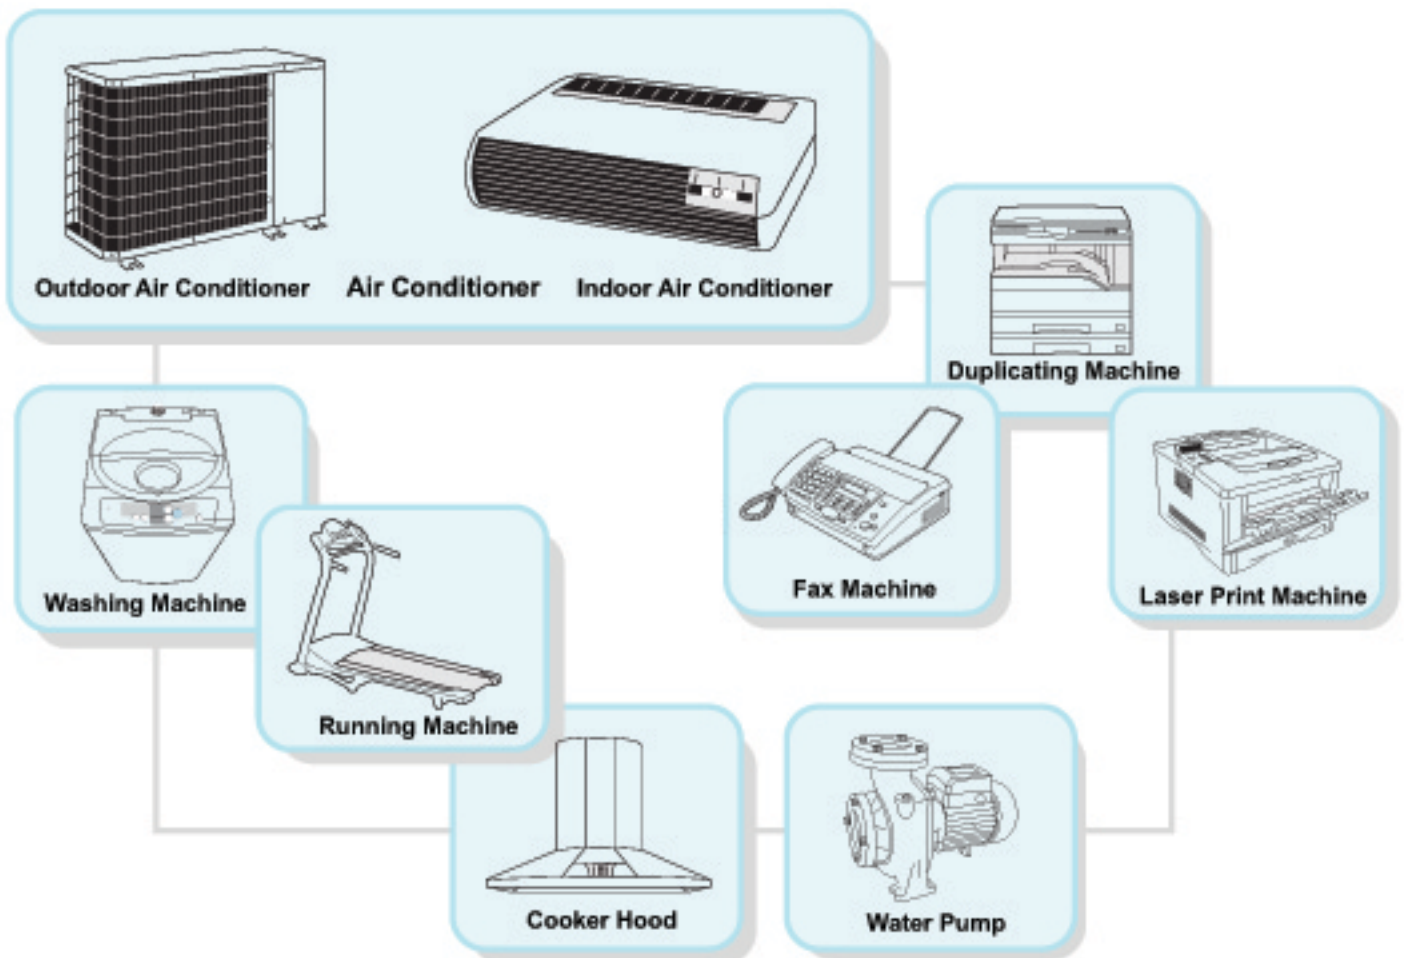 Outdoor Air Conditioner
Air Conditioner
Indoor Air Conditioner
Duplicating Machine
Washing Machine
Fax Machine
Laser Print Machine
Running Machine
Cooker Hood
Water Pump